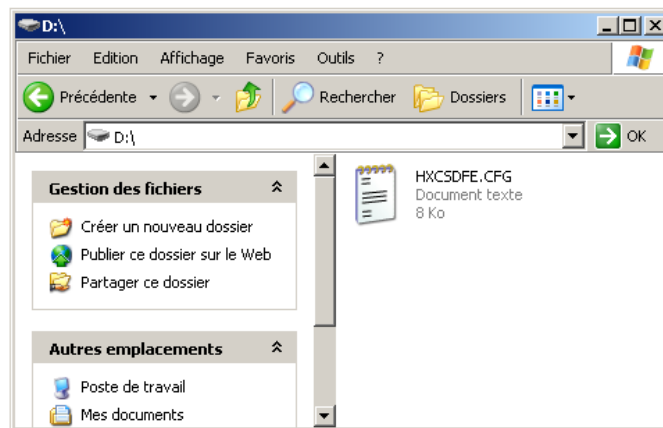 D:\
Fichier Edition Affichage Favoris Outils ?
Précédente Rechercher Dossiers
Adresse D:\ OK
Gestion des fichiers
Créer un nouveau dossier
Publier ce dossier sur le Web
Partager ce dossier
Autres emplacements
Poste de travail
Mes documents
HXCSDFE.CFG
Document texte
8 Ko